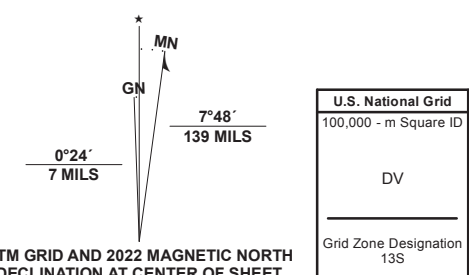 ★
MN
GN
7°48´
139 MILS
0°24´
7 MILS
TM GRID AND 2022 MAGNETIC NORTH
DECLINATION AT CENTER OF SHEET
U.S. National Grid
100,000 - m Square ID
DV
Grid Zone Designation
13S